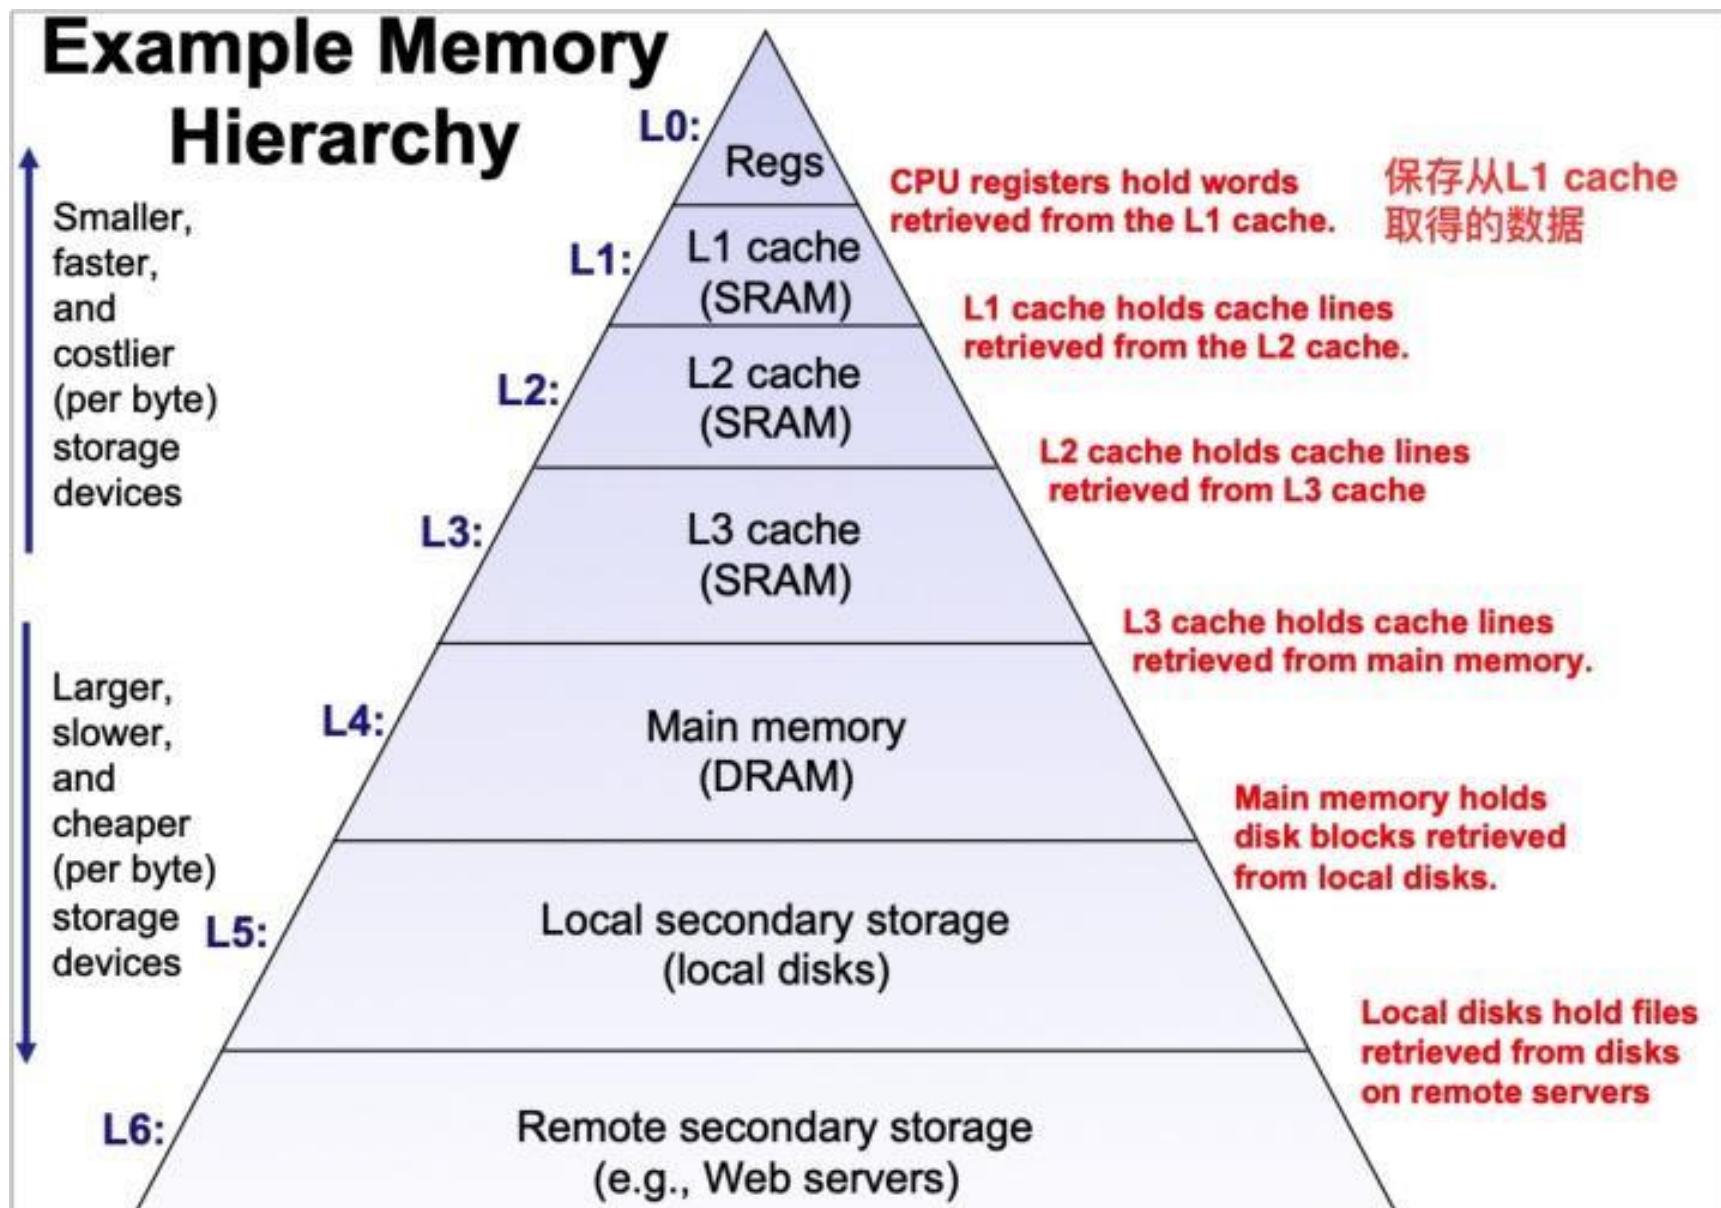 Example Memory
Hierarchy
Smaller,
faster,
and
costlier
(per byte)
storage
devices
Larger,
slower,
and
cheaper
(per byte)
storage
devices
L0:
Regs
CPU registers hold words
retrieved from the L1 cache.
保存从L1 cache
取得的数据
L1:
L1 cache
(SRAM)
L1 cache holds cache lines
retrieved from the L2 cache.
L2:
L2 cache
(SRAM)
L2 cache holds cache lines
retrieved from L3 cache
L3:
L3 cache
(SRAM)
L3 cache holds cache lines
retrieved from main memory.
L4:
Main memory
(DRAM)
Main memory holds
disk blocks retrieved
from local disks.
L5:
Local secondary storage
(local disks)
Local disks hold files
retrieved from disks
on remote servers
L6:
Remote secondary storage
(e.g., Web servers)